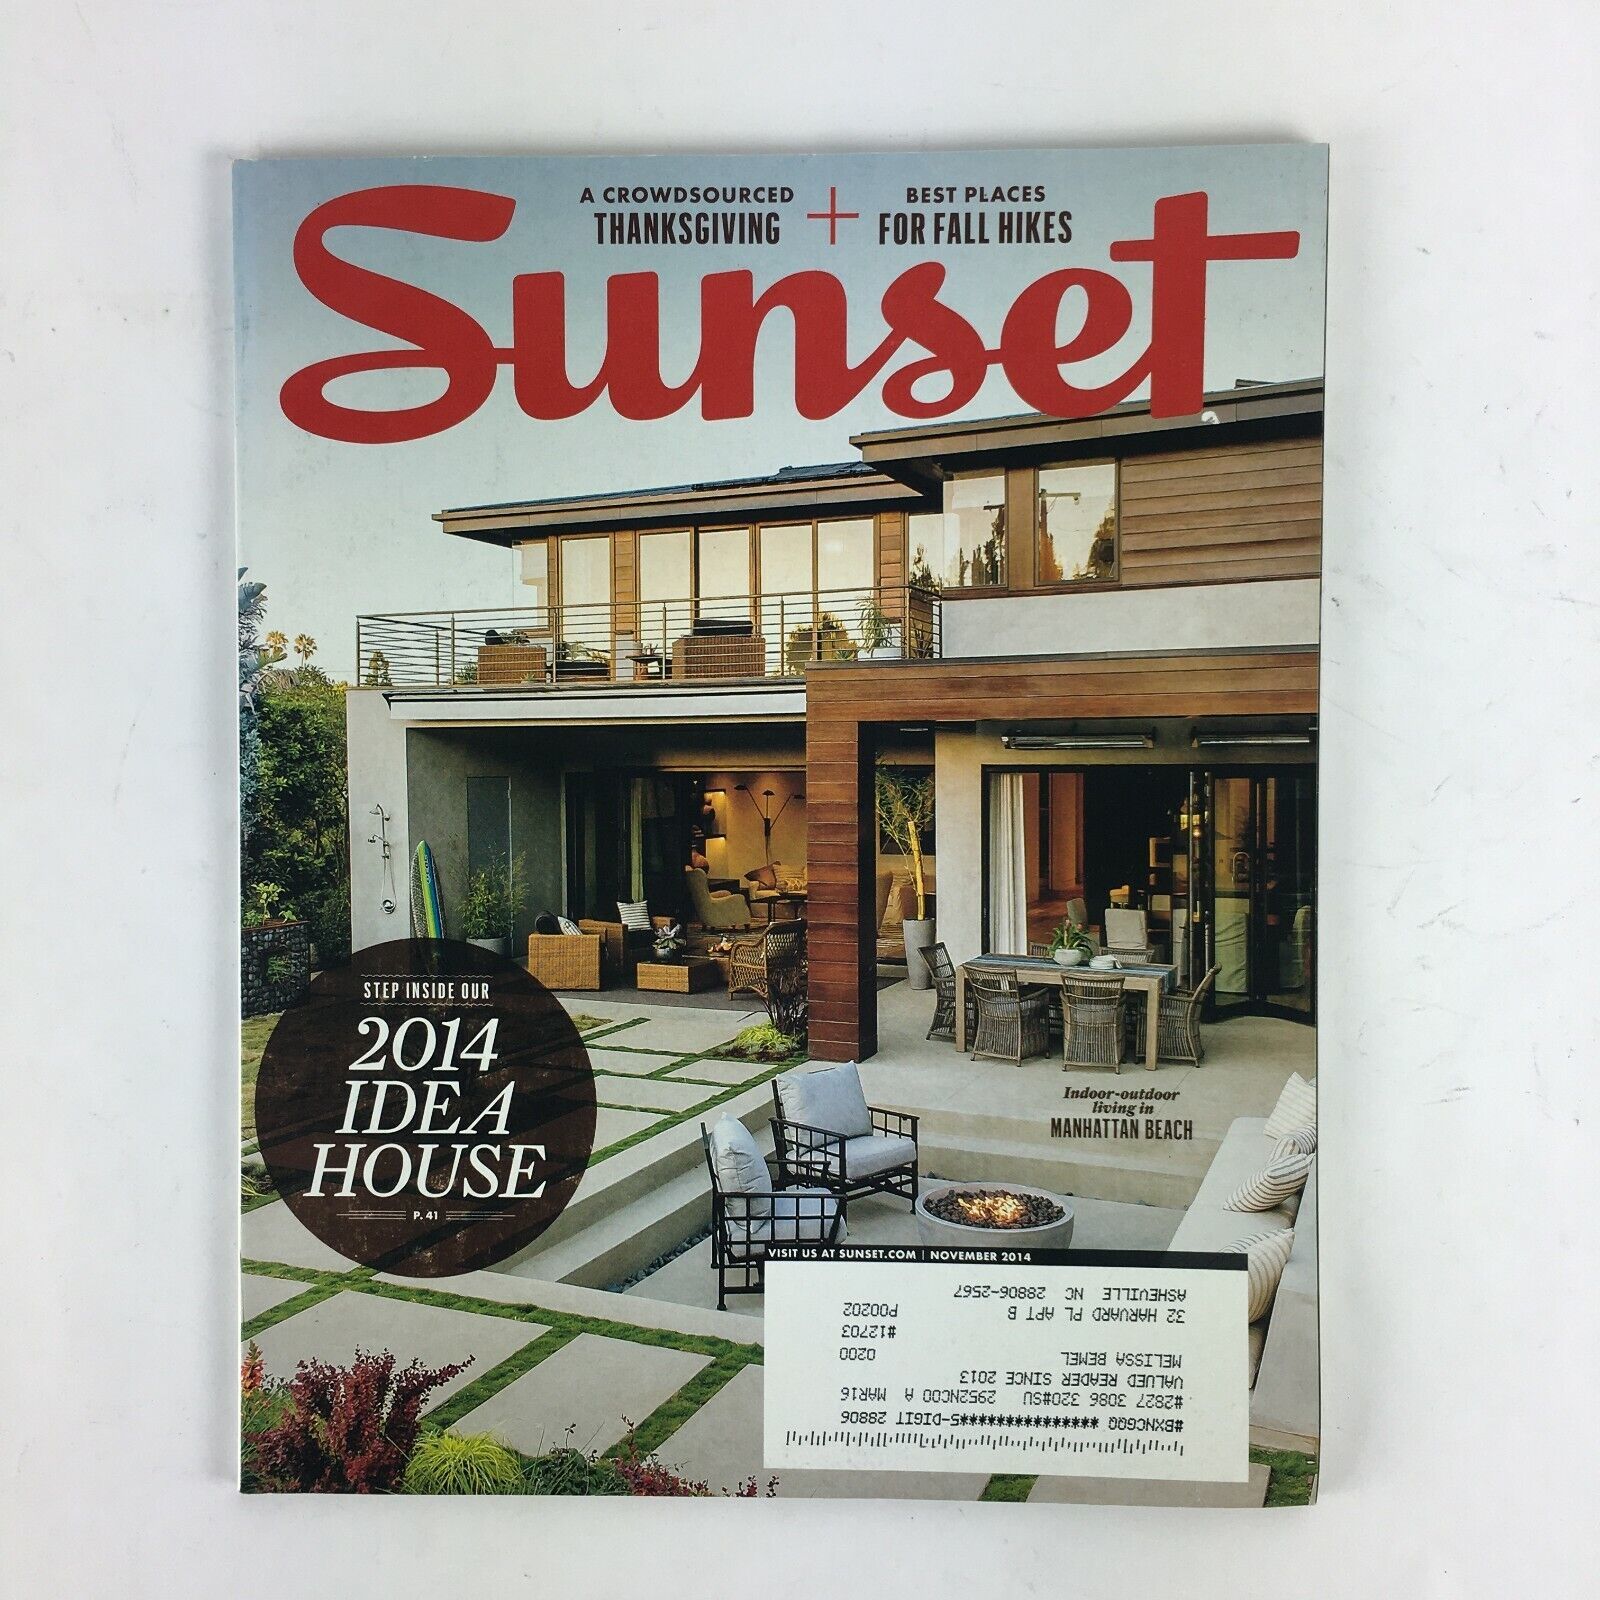 A CROWDSOURCED
THANKSGIVING
+
BEST PLACES
FOR FALL HIKES
Sunset
STEP INSIDE OUR
2014
IDEA
HOUSE
P. 41
Indoor-outdoor
living in
MANHATTAN BEACH
VISIT US AT SUNSET.COM | NOVEMBER 2014
#BXNCGQQ ****************5-DIGIT 28806
#2827 3086 320#SU 2952NC00 A MAR16
VALUED READER SINCE 2013
MELISSA BEMEL 0200
#12703
32 HARVARD PL APT B P00202
ASHEVILLE NC 28806-2567